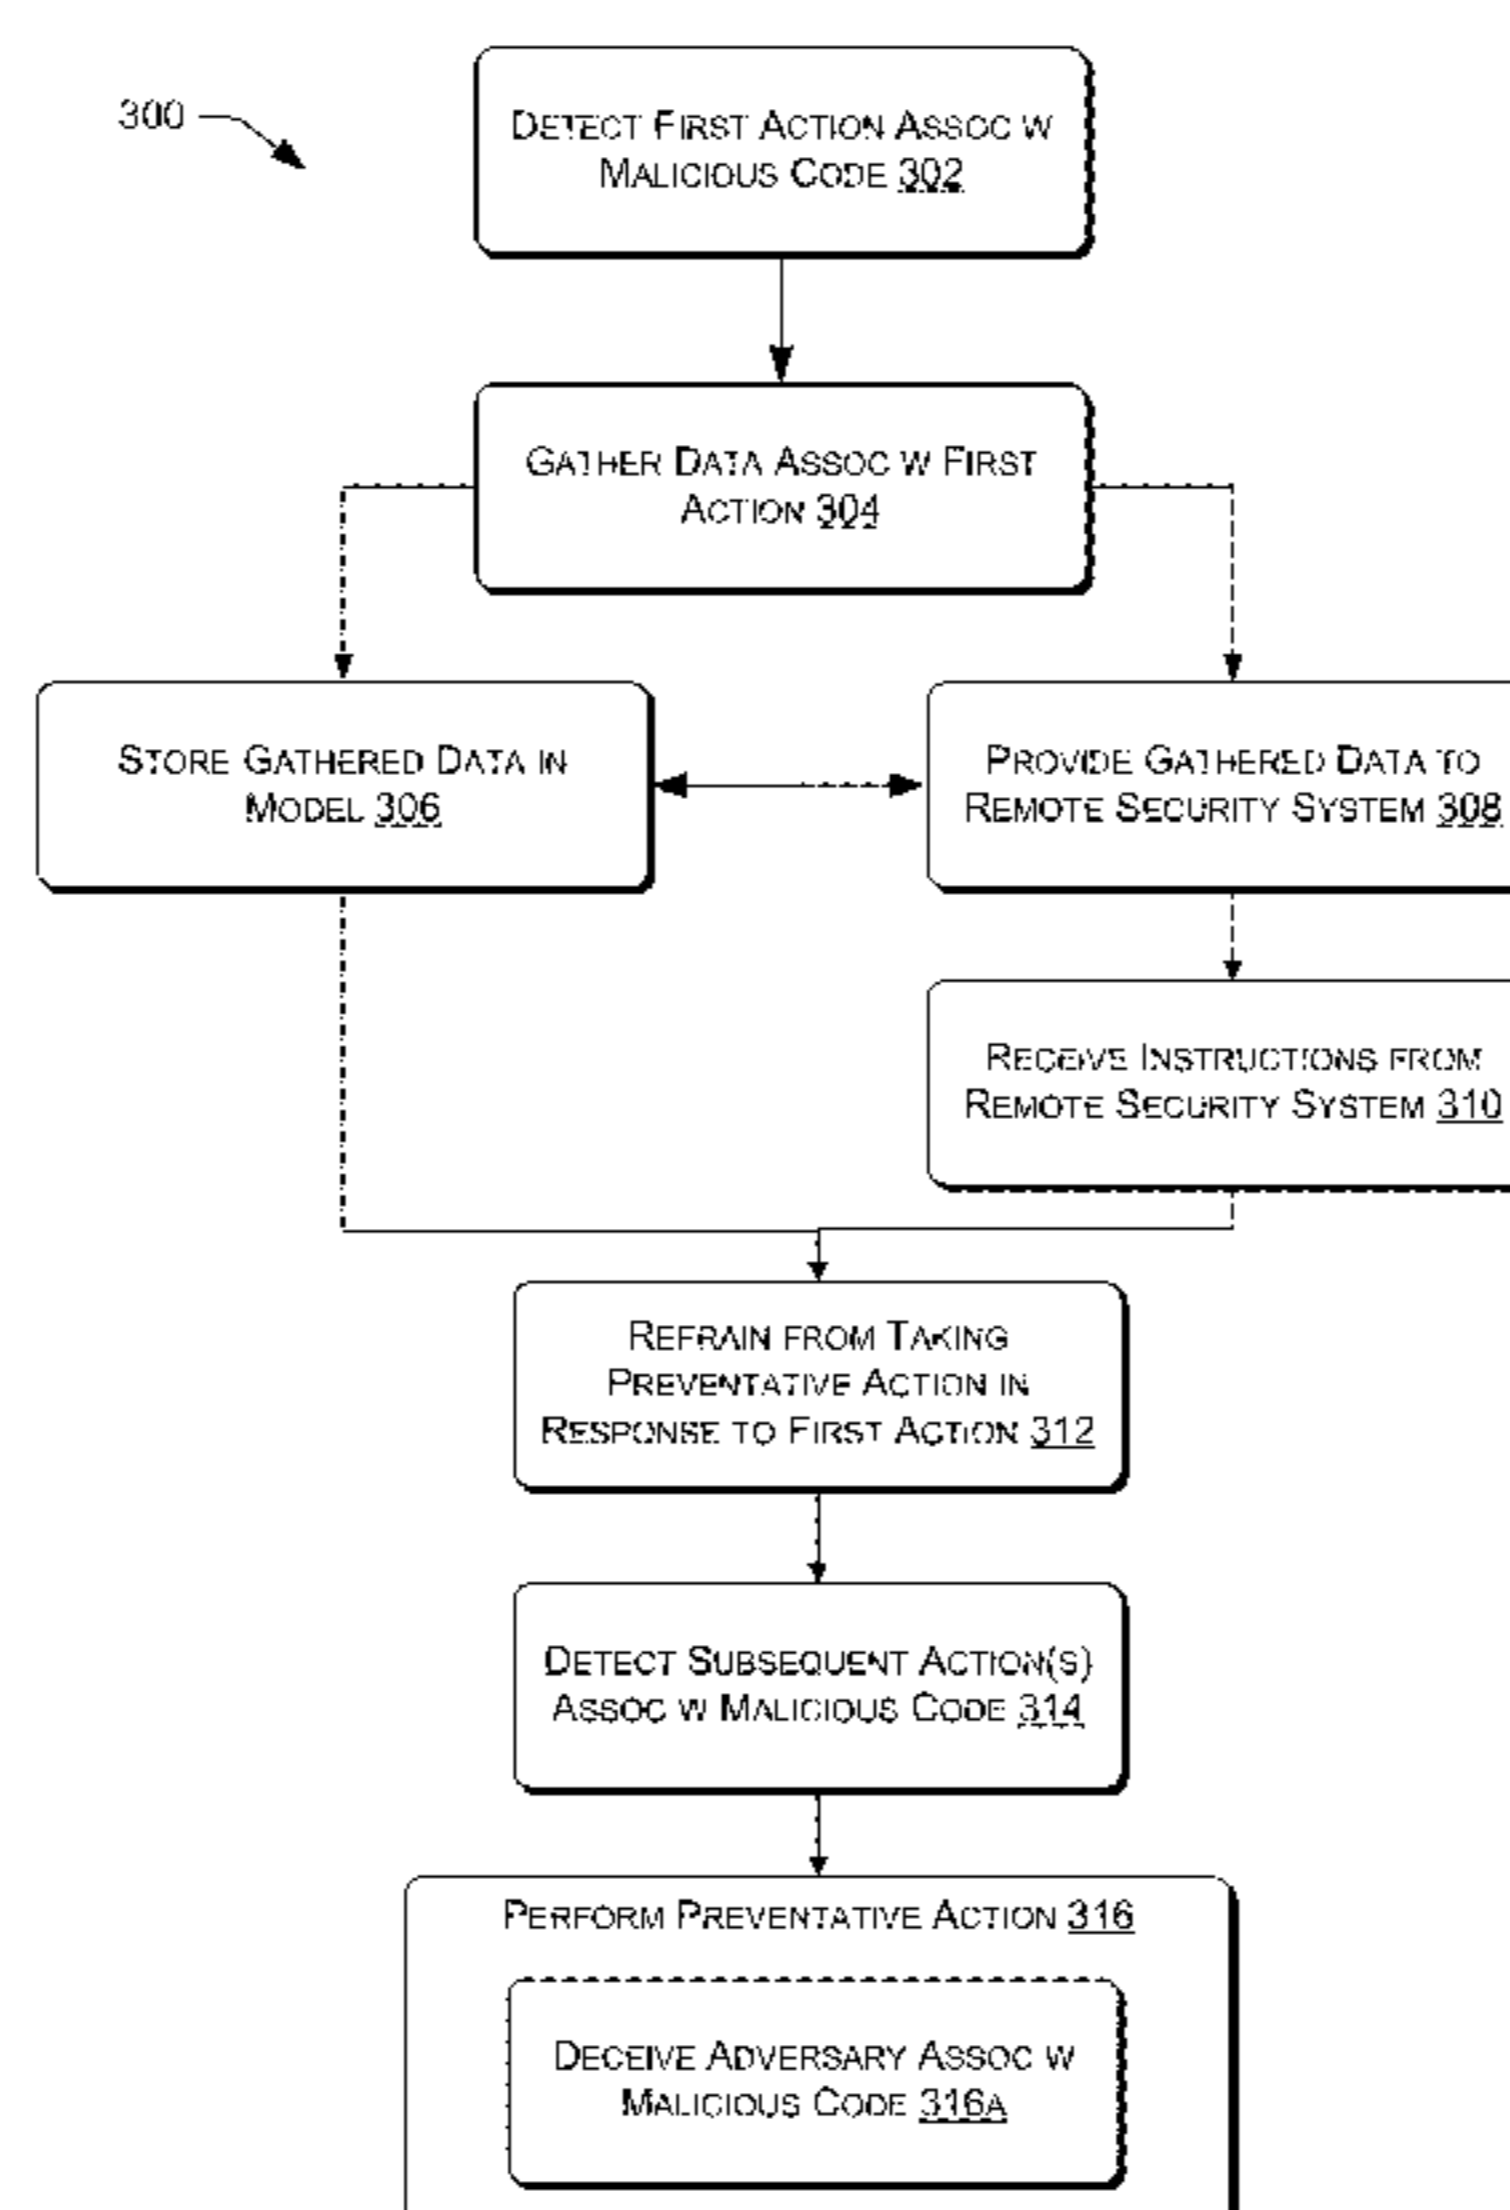 300
DETECT FIRST ACTION ASSOC W
MALICIOUS CODE 302
GATHER DATA ASSOC W FIRST
ACTION 304
STORE GATHERED DATA IN
MODEL 306
PROVIDE GATHERED DATA TO
REMOTE SECURITY SYSTEM 308
RECEIVE INSTRUCTIONS FROM
REMOTE SECURITY SYSTEM 310
REFRAIN FROM TAKING
PREVENTATIVE ACTION IN
RESPONSE TO FIRST ACTION 312
DETECT SUBSEQUENT ACTION(S)
ASSOC W MALICIOUS CODE 314
PERFORM PREVENTATIVE ACTION 316
DECEIVE ADVERSARY ASSOC W
MALICIOUS CODE 316A